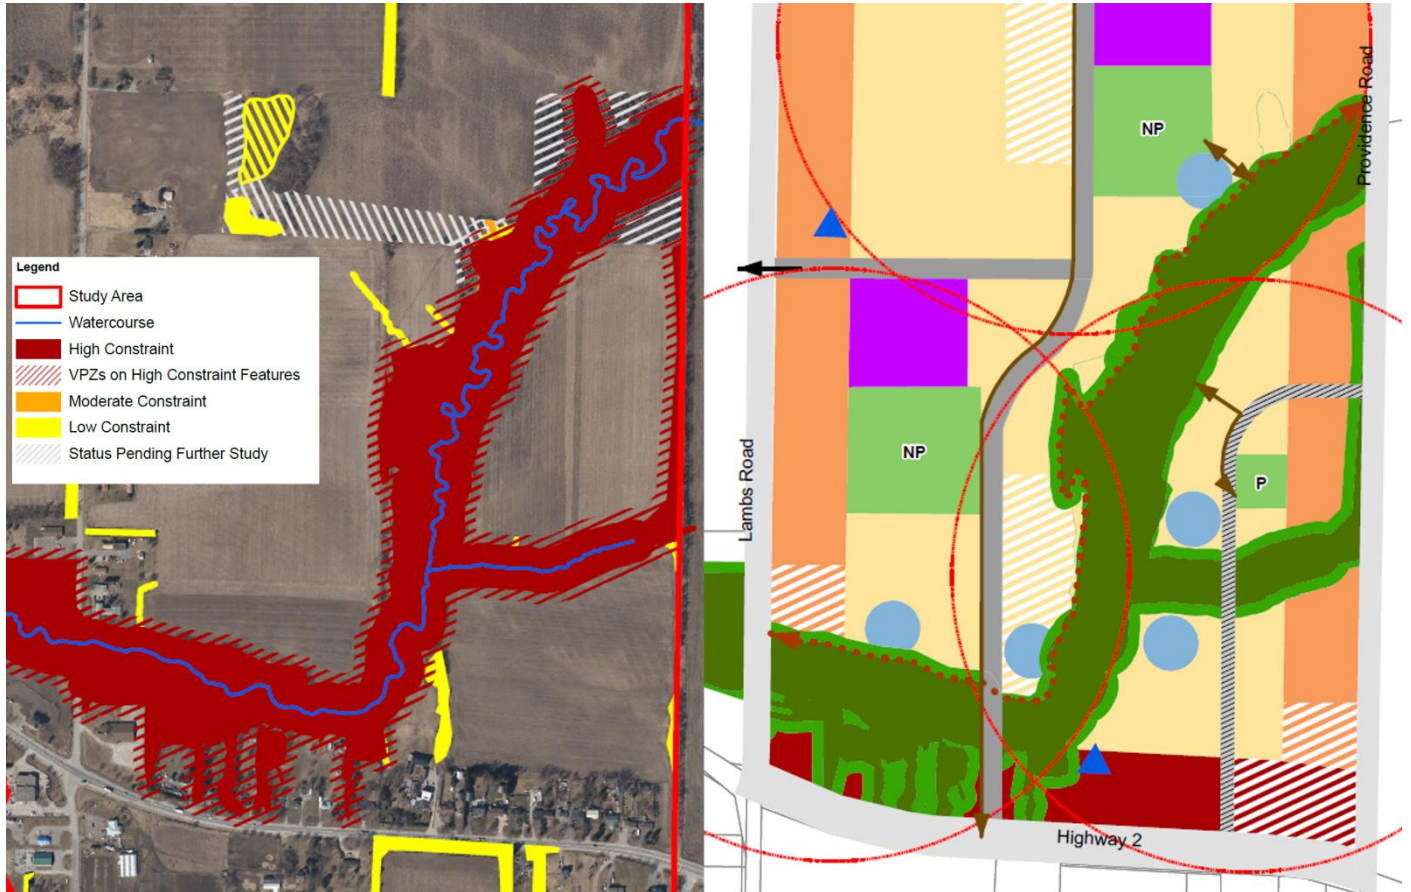 Legend
Study Area
Watercourse
High Constraint
VPZs on High Constraint Features
Moderate Constraint
Low Constraint
Status Pending Further Study
NP
Providence Road
NP
P
Lambs Road
Highway 2